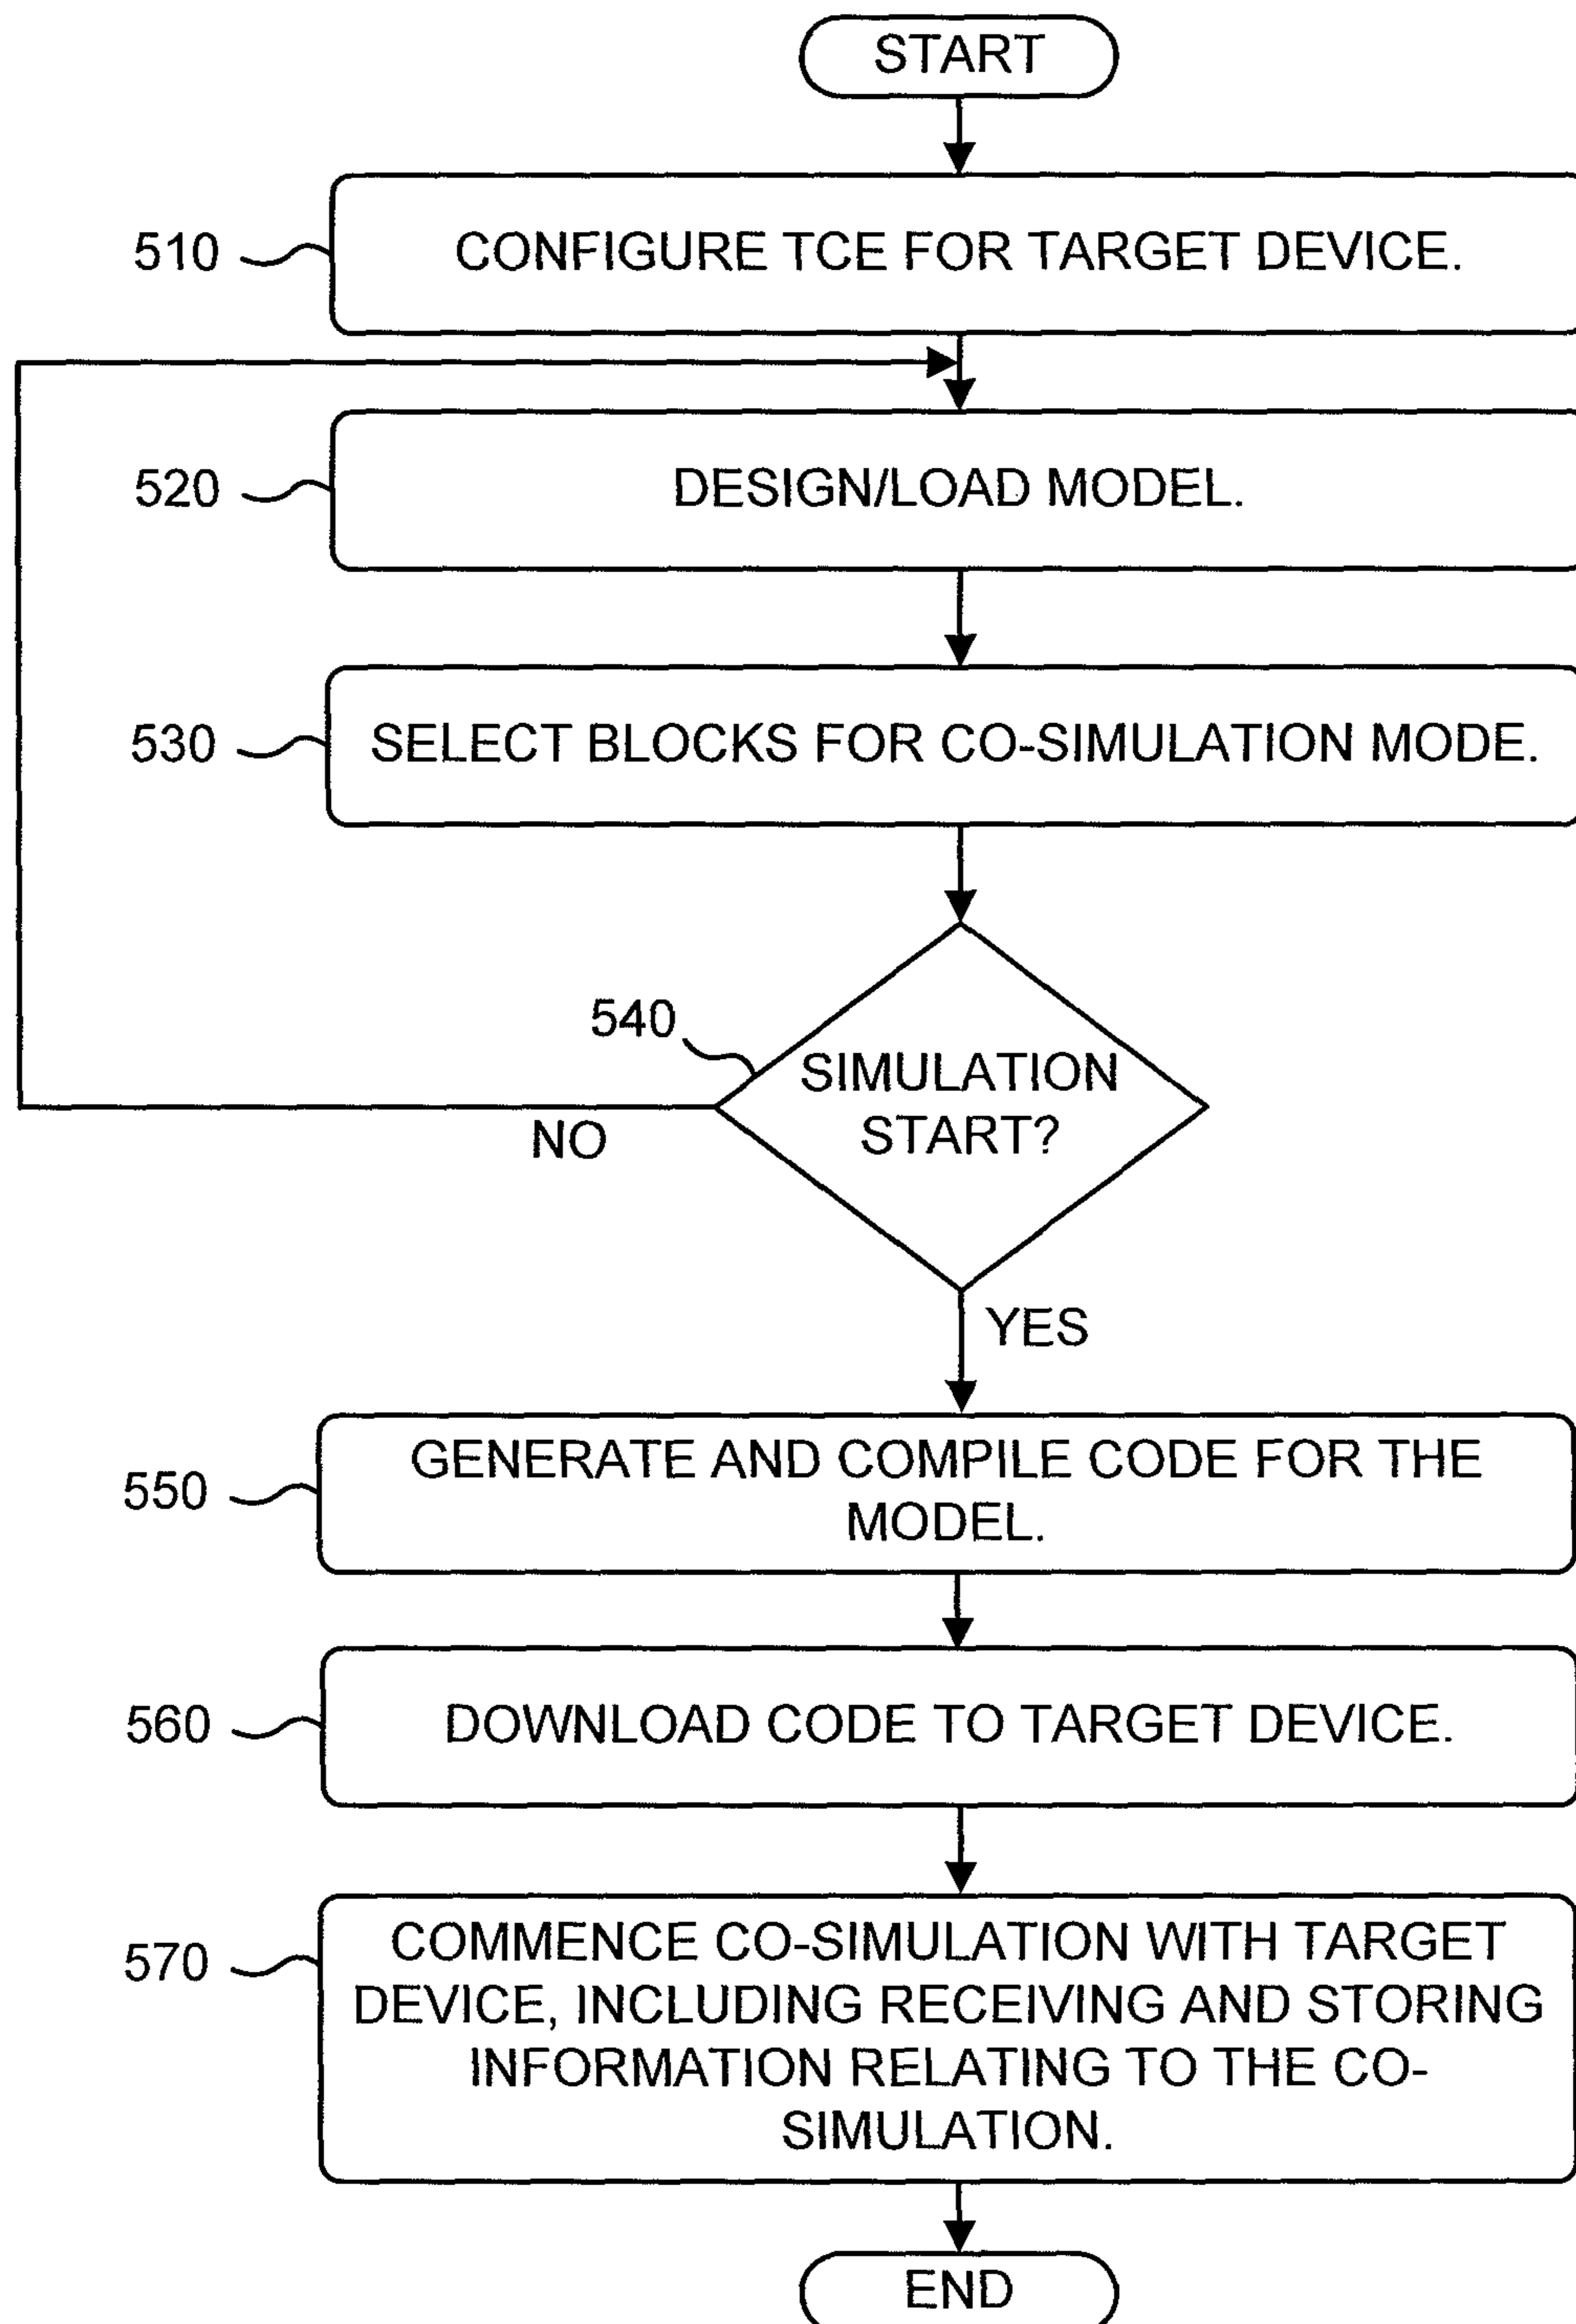 START
510
CONFIGURE TCE FOR TARGET DEVICE.
520
DESIGN/LOAD MODEL.
530
SELECT BLOCKS FOR CO-SIMULATION MODE.
540
SIMULATION
START?
NO
YES
550
GENERATE AND COMPILE CODE FOR THE
MODEL.
560
DOWNLOAD CODE TO TARGET DEVICE.
570
COMMENCE CO-SIMULATION WITH TARGET
DEVICE, INCLUDING RECEIVING AND STORING
INFORMATION RELATING TO THE CO-
SIMULATION.
END